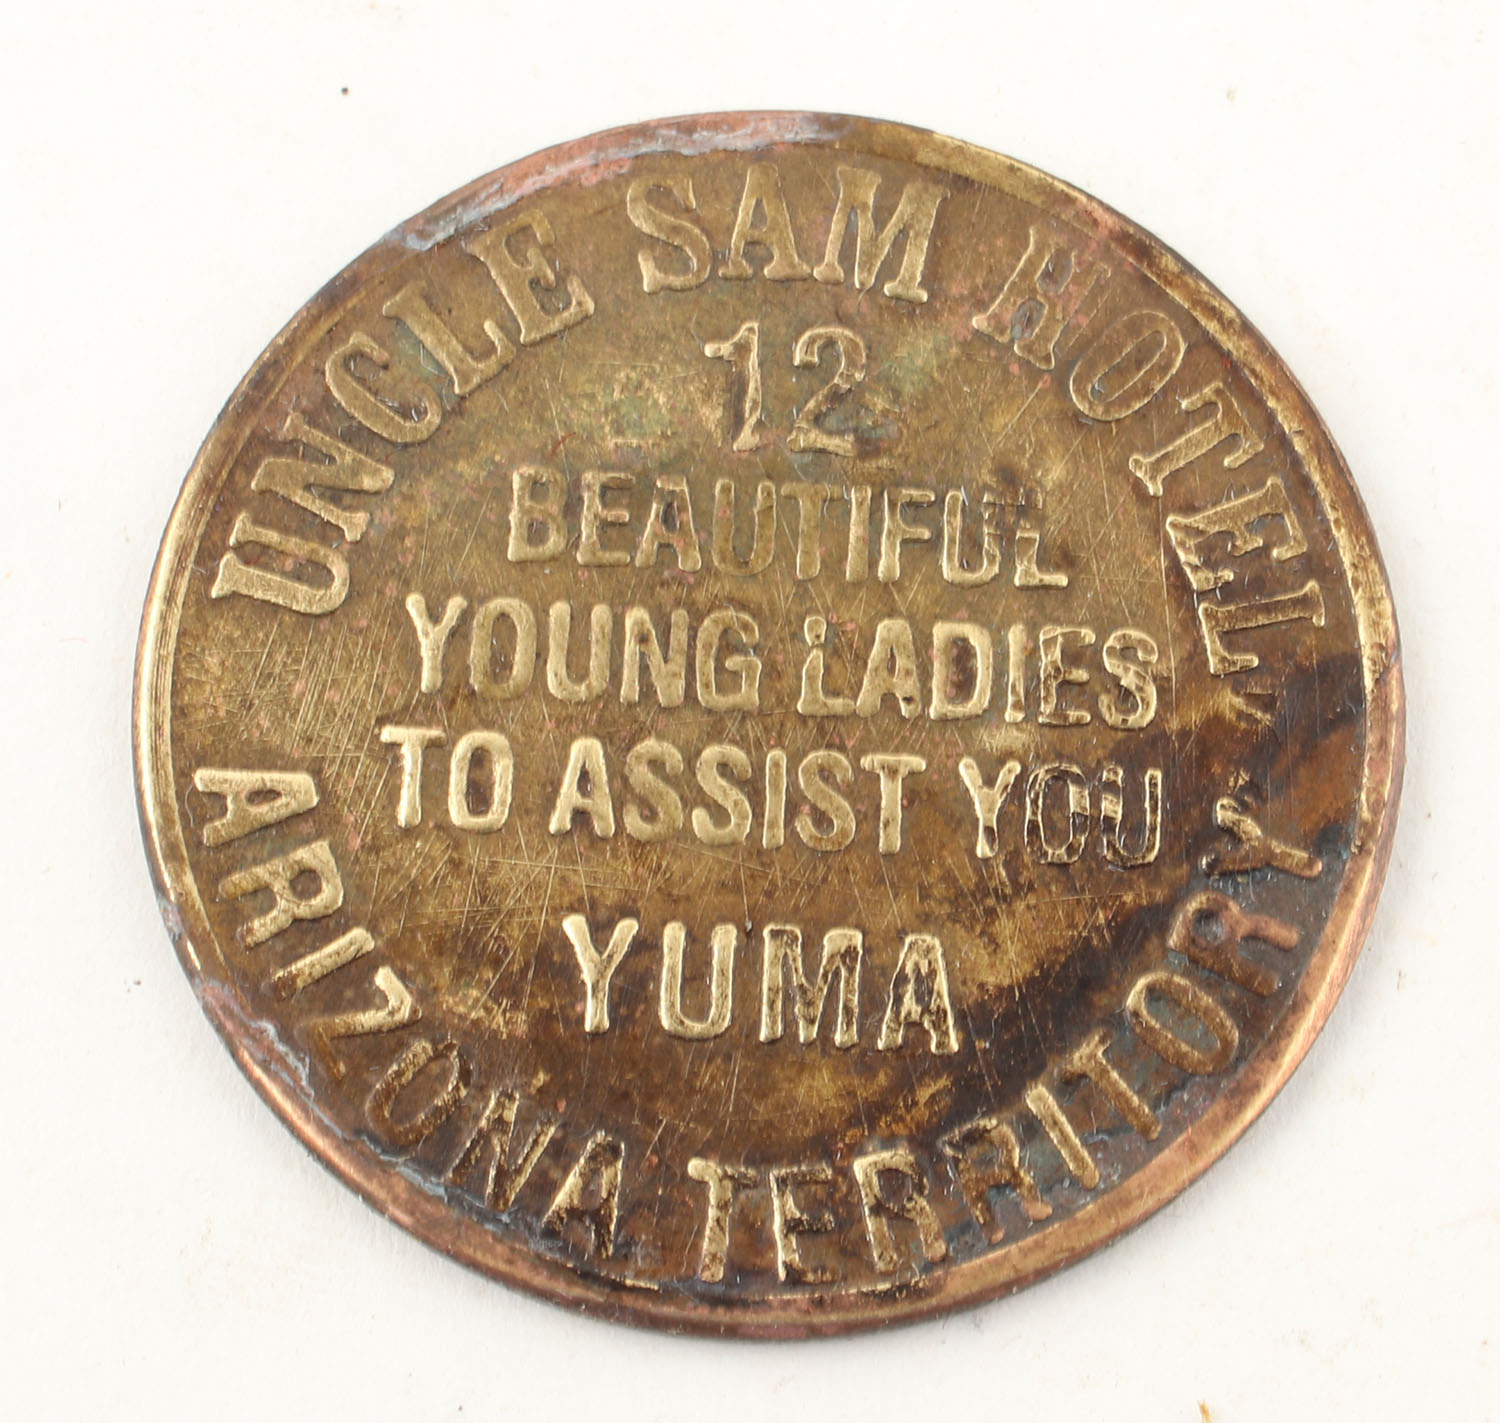 UNCLE SAM HOTEL
12
BEAUTIFUL
YOUNG LADIES
TO ASSIST YOU
YUMA
ARIZONA TERRITORY